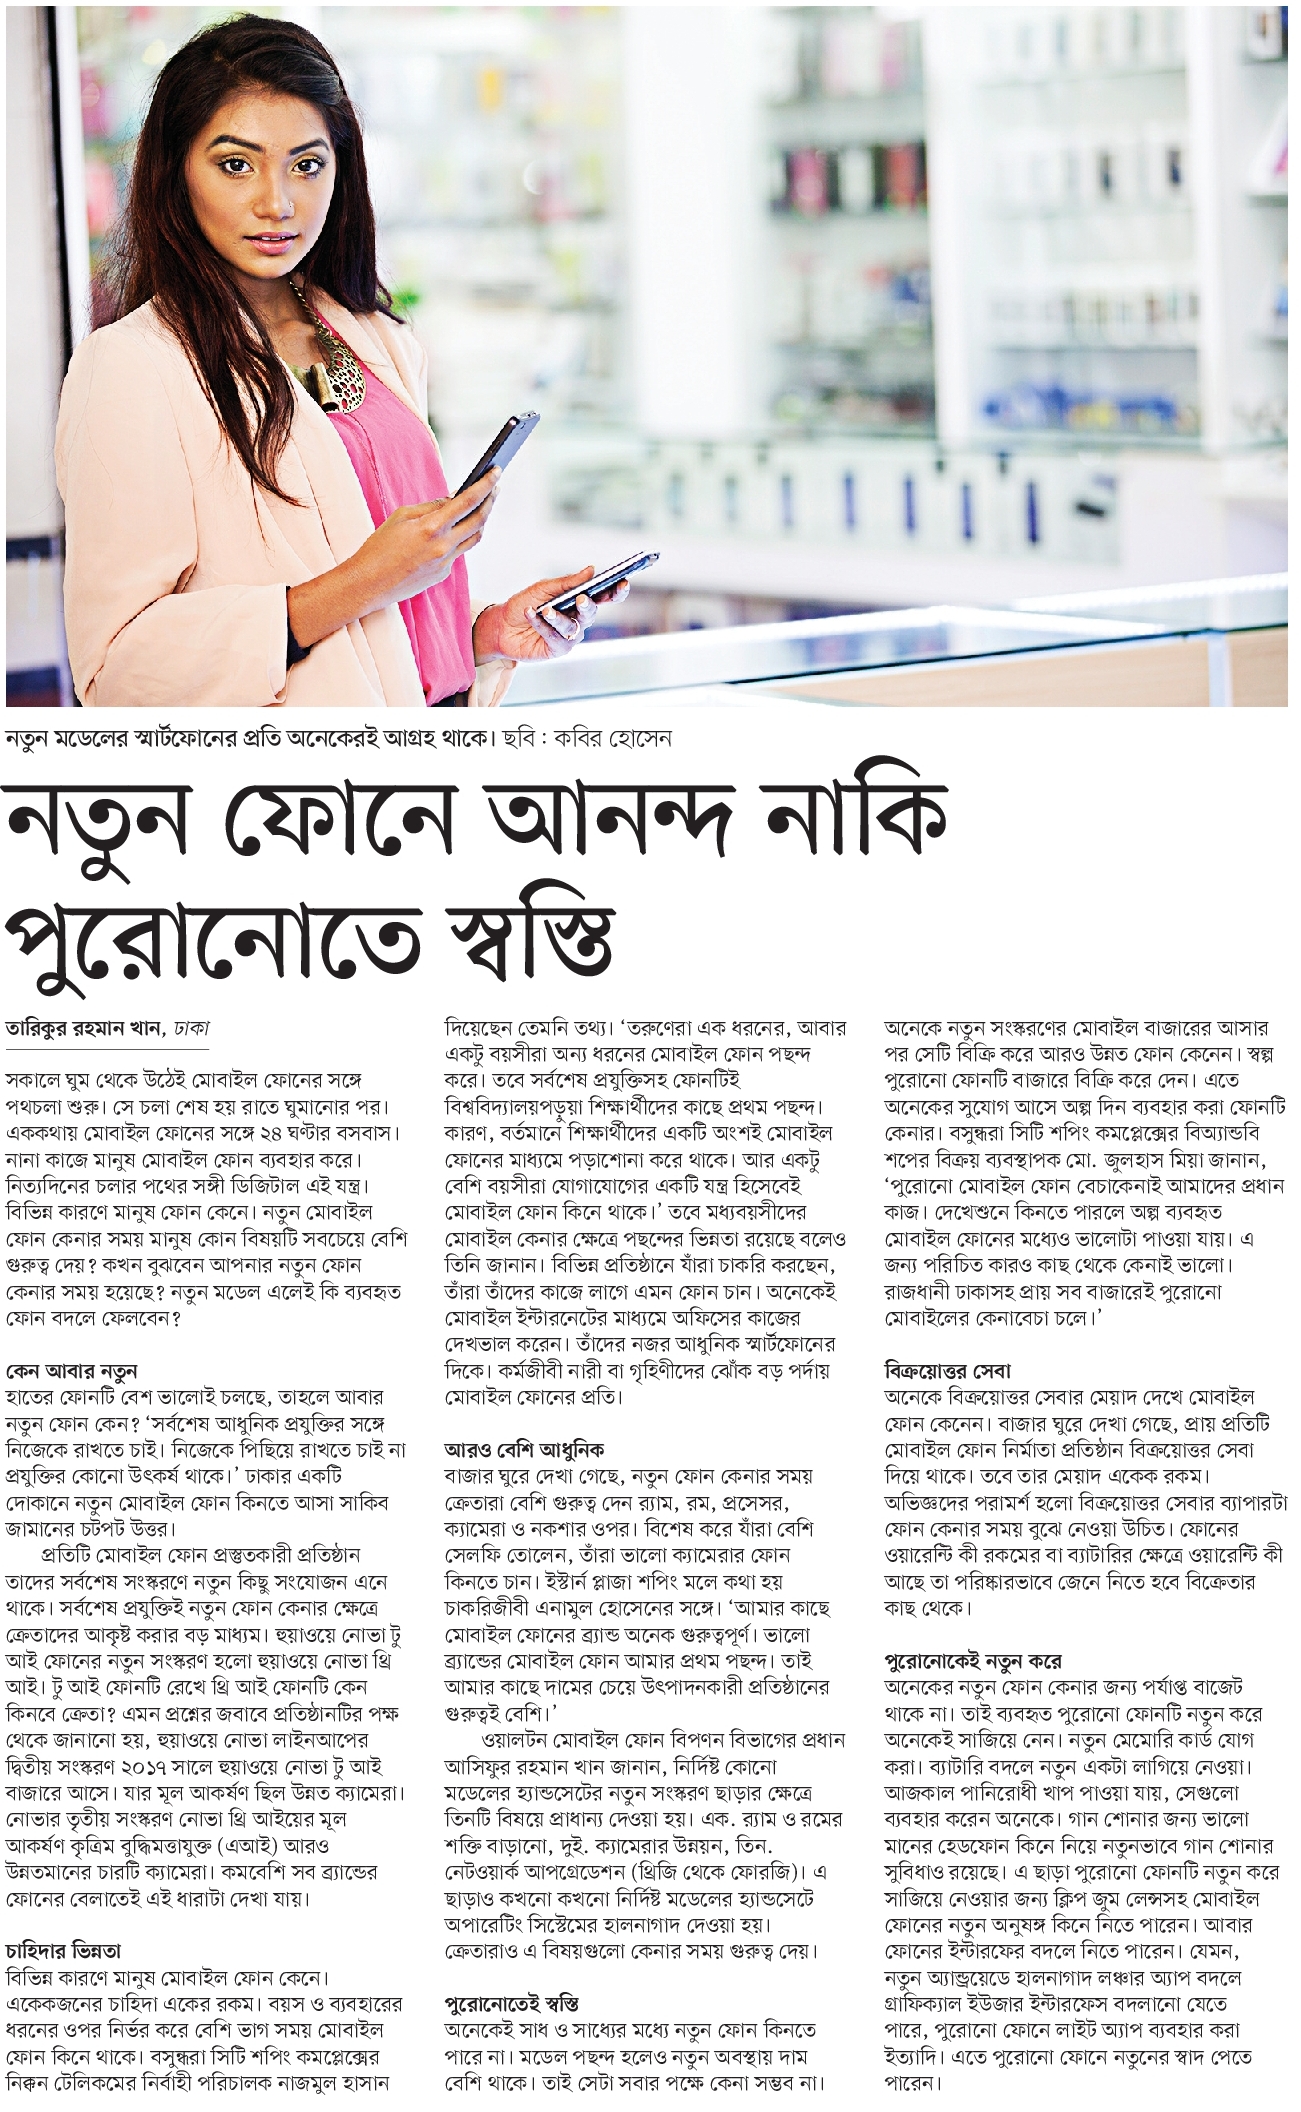 নতুন মডেলের স্মার্টফোনের প্রতি অনেকেরই আগ্রহ থাকে। ছবি : কবির হোসেন
নতুন ফোনে আনন্দ নাকি
পুরোনোতে স্বস্তি
তারিকুর রহমান খান, ঢাকা
সকালে ঘুম থেকে উঠেই মোবাইল ফোনের সঙ্গে
পথচলা শুরু। সে চলা শেষ হয় রাতে ঘুমানোর পর।
এককথায় মোবাইল ফোনের সঙ্গে ২৪ ঘণ্টার বসবাস।
নানা কাজে মানুষ মোবাইল ফোন ব্যবহার করে।
নিত্যদিনের চলার পথের সঙ্গী ডিজিটাল এই যন্ত্র।
বিভিন্ন কারণে মানুষ ফোন কেনে। নতুন মোবাইল
ফোন কেনার সময় মানুষ কোন বিষয়টি সবচেয়ে বেশি
গুরুত্ব দেয়? কখন বুঝবেন আপনার নতুন ফোন
কেনার সময় হয়েছে? নতুন মডেল এলেই কি ব্যবহৃত
ফোন বদলে ফেলবেন?
কেন আবার নতুন
হাতের ফোনটি বেশ ভালোই চলছে, তাহলে আবার
নতুন ফোন কেন? ‘সর্বশেষ আধুনিক প্রযুক্তির সঙ্গে
নিজেকে রাখতে চাই। নিজেকে পিছিয়ে রাখতে চাই না
প্রযুক্তির কোনো উৎকর্ষ থাকে।’ ঢাকার একটি
দোকানে নতুন মোবাইল ফোন কিনতে আসা সাকিব
জামানের চটপট উত্তর।
প্রতিটি মোবাইল ফোন প্রস্তুতকারী প্রতিষ্ঠান
তাদের সর্বশেষ সংস্করণে নতুন কিছু সংযোজন এনে
থাকে। সর্বশেষ প্রযুক্তিই নতুন ফোন কেনার ক্ষেত্রে
ক্রেতাদের আকৃষ্ট করার বড় মাধ্যম। হুয়াওয়ে নোভা টু
আই ফোনের নতুন সংস্করণ হলো হুয়াওয়ে নোভা থ্রি
আই। টু আই ফোনটি রেখে থ্রি আই ফোনটি কেন
কিনবে ক্রেতা? এমন প্রশ্নের জবাবে প্রতিষ্ঠানটির পক্ষ
থেকে জানানো হয়, হুয়াওয়ে নোভা লাইনআপের
দ্বিতীয় সংস্করণ ২০১৭ সালে হুয়াওয়ে নোভা টু আই
বাজারে আসে। যার মূল আকর্ষণ ছিল উন্নত ক্যামেরা।
নোভার তৃতীয় সংস্করণ নোভা থ্রি আইয়ের মূল
আকর্ষণ কৃত্রিম বুদ্ধিমত্তাযুক্ত (এআই) আরও
উন্নতমানের চারটি ক্যামেরা। কমবেশি সব ব্র্যান্ডের
ফোনের বেলাতেই এই ধারাটা দেখা যায়।
চাহিদার ভিন্নতা
বিভিন্ন কারণে মানুষ মোবাইল ফোন কেনে।
একেকজনের চাহিদা একের রকম। বয়স ও ব্যবহারের
ধরনের ওপর নির্ভর করে বেশি ভাগ সময় মোবাইল
ফোন কিনে থাকে। বসুন্ধরা সিটি শপিং কমপ্লেক্সের
নিক্কন টেলিকমের নির্বাহী পরিচালক নাজমুল হাসান
দিয়েছেন তেমনি তথ্য। ‘তরুণেরা এক ধরনের, আবার
একটু বয়সীরা অন্য ধরনের মোবাইল ফোন পছন্দ
করে। তবে সর্বশেষ প্রযুক্তিসহ ফোনটিই
বিশ্ববিদ্যালয়পড়ুয়া শিক্ষার্থীদের কাছে প্রথম পছন্দ।
কারণ, বর্তমানে শিক্ষার্থীদের একটি অংশই মোবাইল
ফোনের মাধ্যমে পড়াশোনা করে থাকে। আর একটু
বেশি বয়সীরা যোগাযোগের একটি যন্ত্র হিসেবেই
মোবাইল ফোন কিনে থাকে।’ তবে মধ্যবয়সীদের
মোবাইল কেনার ক্ষেত্রে পছন্দের ভিন্নতা রয়েছে বলেও
তিনি জানান। বিভিন্ন প্রতিষ্ঠানে যাঁরা চাকরি করছেন,
তাঁরা তাঁদের কাজে লাগে এমন ফোন চান। অনেকেই
মোবাইল ইন্টারনেটের মাধ্যমে অফিসের কাজের
দেখভাল করেন। তাঁদের নজর আধুনিক স্মার্টফোনের
দিকে। কর্মজীবী নারী বা গৃহিণীদের ঝোঁক বড় পর্দায়
মোবাইল ফোনের প্রতি।
আরও বেশি আধুনিক
বাজার ঘুরে দেখা গেছে, নতুন ফোন কেনার সময়
ক্রেতারা বেশি গুরুত্ব দেন র‍্যাম, রম, প্রসেসর,
ক্যামেরা ও নকশার ওপর। বিশেষ করে যাঁরা বেশি
সেলফি তোলেন, তাঁরা ভালো ক্যামেরার ফোন
কিনতে চান। ইস্টার্ন প্লাজা শপিং মলে কথা হয়
চাকরিজীবী এনামুল হোসেনের সঙ্গে। ‘আমার কাছে
মোবাইল ফোনের ব্র্যান্ড অনেক গুরুত্বপূর্ণ। ভালো
ব্র্যান্ডের মোবাইল ফোন আমার প্রথম পছন্দ। তাই
আমার কাছে দামের চেয়ে উৎপাদনকারী প্রতিষ্ঠানের
গুরুত্বই বেশি।’
ওয়ালটন মোবাইল ফোন বিপণন বিভাগের প্রধান
আসিফুর রহমান খান জানান, নির্দিষ্ট কোনো
মডেলের হ্যান্ডসেটের নতুন সংস্করণ ছাড়ার ক্ষেত্রে
তিনটি বিষয়ে প্রাধান্য দেওয়া হয়। এক. র‍্যাম ও রমের
শক্তি বাড়ানো, দুই. ক্যামেরার উন্নয়ন, তিন.
নেটওয়ার্ক আপগ্রেডেশন (থ্রিজি থেকে ফোরজি)। এ
ছাড়াও কখনো কখনো নির্দিষ্ট মডেলের হ্যান্ডসেটে
অপারেটিং সিস্টেমের হালনাগাদ দেওয়া হয়।
ক্রেতারাও এ বিষয়গুলো কেনার সময় গুরুত্ব দেয়।
পুরোনোতেই স্বস্তি
অনেকেই সাধ ও সাধ্যের মধ্যে নতুন ফোন কিনতে
পারে না। মডেল পছন্দ হলেও নতুন অবস্থায় দাম
বেশি থাকে। তাই সেটা সবার পক্ষে কেনা সম্ভব না।
অনেকে নতুন সংস্করণের মোবাইল বাজারের আসার
পর সেটি বিক্রি করে আরও উন্নত ফোন কেনেন। স্বল্প
পুরোনো ফোনটি বাজারে বিক্রি করে দেন। এতে
অনেকের সুযোগ আসে অল্প দিন ব্যবহার করা ফোনটি
কেনার। বসুন্ধরা সিটি শপিং কমপ্লেক্সের বিঅ্যান্ডবি
শপের বিক্রয় ব্যবস্থাপক মো. জুলহাস মিয়া জানান,
‘পুরোনো মোবাইল ফোন বেচাকেনাই আমাদের প্রধান
কাজ। দেখেশুনে কিনতে পারলে অল্প ব্যবহৃত
মোবাইল ফোনের মধ্যেও ভালোটা পাওয়া যায়। এ
জন্য পরিচিত কারও কাছ থেকে কেনাই ভালো।
রাজধানী ঢাকাসহ প্রায় সব বাজারেই পুরোনো
মোবাইলের কেনাবেচা চলে।’
বিক্রয়োত্তর সেবা
অনেকে বিক্রয়োত্তর সেবার মেয়াদ দেখে মোবাইল
ফোন কেনেন। বাজার ঘুরে দেখা গেছে, প্রায় প্রতিটি
মোবাইল ফোন নির্মাতা প্রতিষ্ঠান বিক্রয়োত্তর সেবা
দিয়ে থাকে। তবে তার মেয়াদ একেক রকম।
অভিজ্ঞদের পরামর্শ হলো বিক্রয়োত্তর সেবার ব্যাপারটা
ফোন কেনার সময় বুঝে নেওয়া উচিত। ফোনের
ওয়ারেন্টি কী রকমের বা ব্যাটারির ক্ষেত্রে ওয়ারেন্টি কী
আছে তা পরিষ্কারভাবে জেনে নিতে হবে বিক্রেতার
কাছ থেকে।
পুরোনোকেই নতুন করে
অনেকের নতুন ফোন কেনার জন্য পর্যাপ্ত বাজেট
থাকে না। তাই ব্যবহৃত পুরোনো ফোনটি নতুন করে
অনেকেই সাজিয়ে নেন। নতুন মেমোরি কার্ড যোগ
করা। ব্যাটারি বদলে নতুন একটা লাগিয়ে নেওয়া।
আজকাল পানিরোধী খাপ পাওয়া যায়, সেগুলো
ব্যবহার করেন অনেকে। গান শোনার জন্য ভালো
মানের হেডফোন কিনে নিয়ে নতুনভাবে গান শোনার
সুবিধাও রয়েছে। এ ছাড়া পুরোনো ফোনটি নতুন করে
সাজিয়ে নেওয়ার জন্য ক্লিপ জুম লেন্সসহ মোবাইল
ফোনের নতুন অনুষঙ্গ কিনে নিতে পারেন। আবার
ফোনের ইন্টারফের বদলে নিতে পারেন। যেমন,
নতুন অ্যান্ড্রয়েডে হালনাগাদ লঞ্চার অ্যাপ বদলে
গ্রাফিক্যাল ইউজার ইন্টারফেস বদলানো যেতে
পারে, পুরোনো ফোনে লাইট অ্যাপ ব্যবহার করা
ইত্যাদি। এতে পুরোনো ফোনে নতুনের স্বাদ পেতে
পারেন।